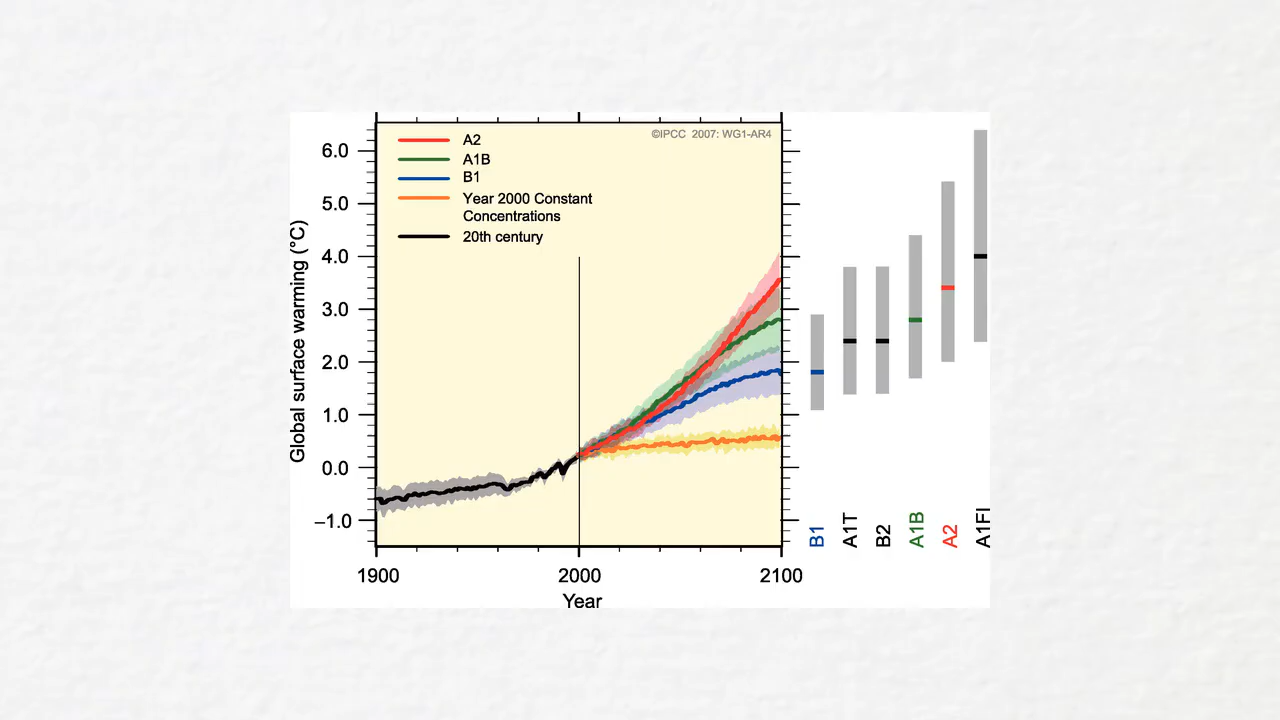 ©IPCC 2007: WG1-AR4
A2
A1B
B1
Year 2000 Constant
Concentrations
20th century
Global surface warming (°C)
6.0
5.0
4.0
3.0
2.0
1.0
0.0
–1.0
1900
2000
2100
Year
B1
A1T
B2
A1B
A2
A1FI